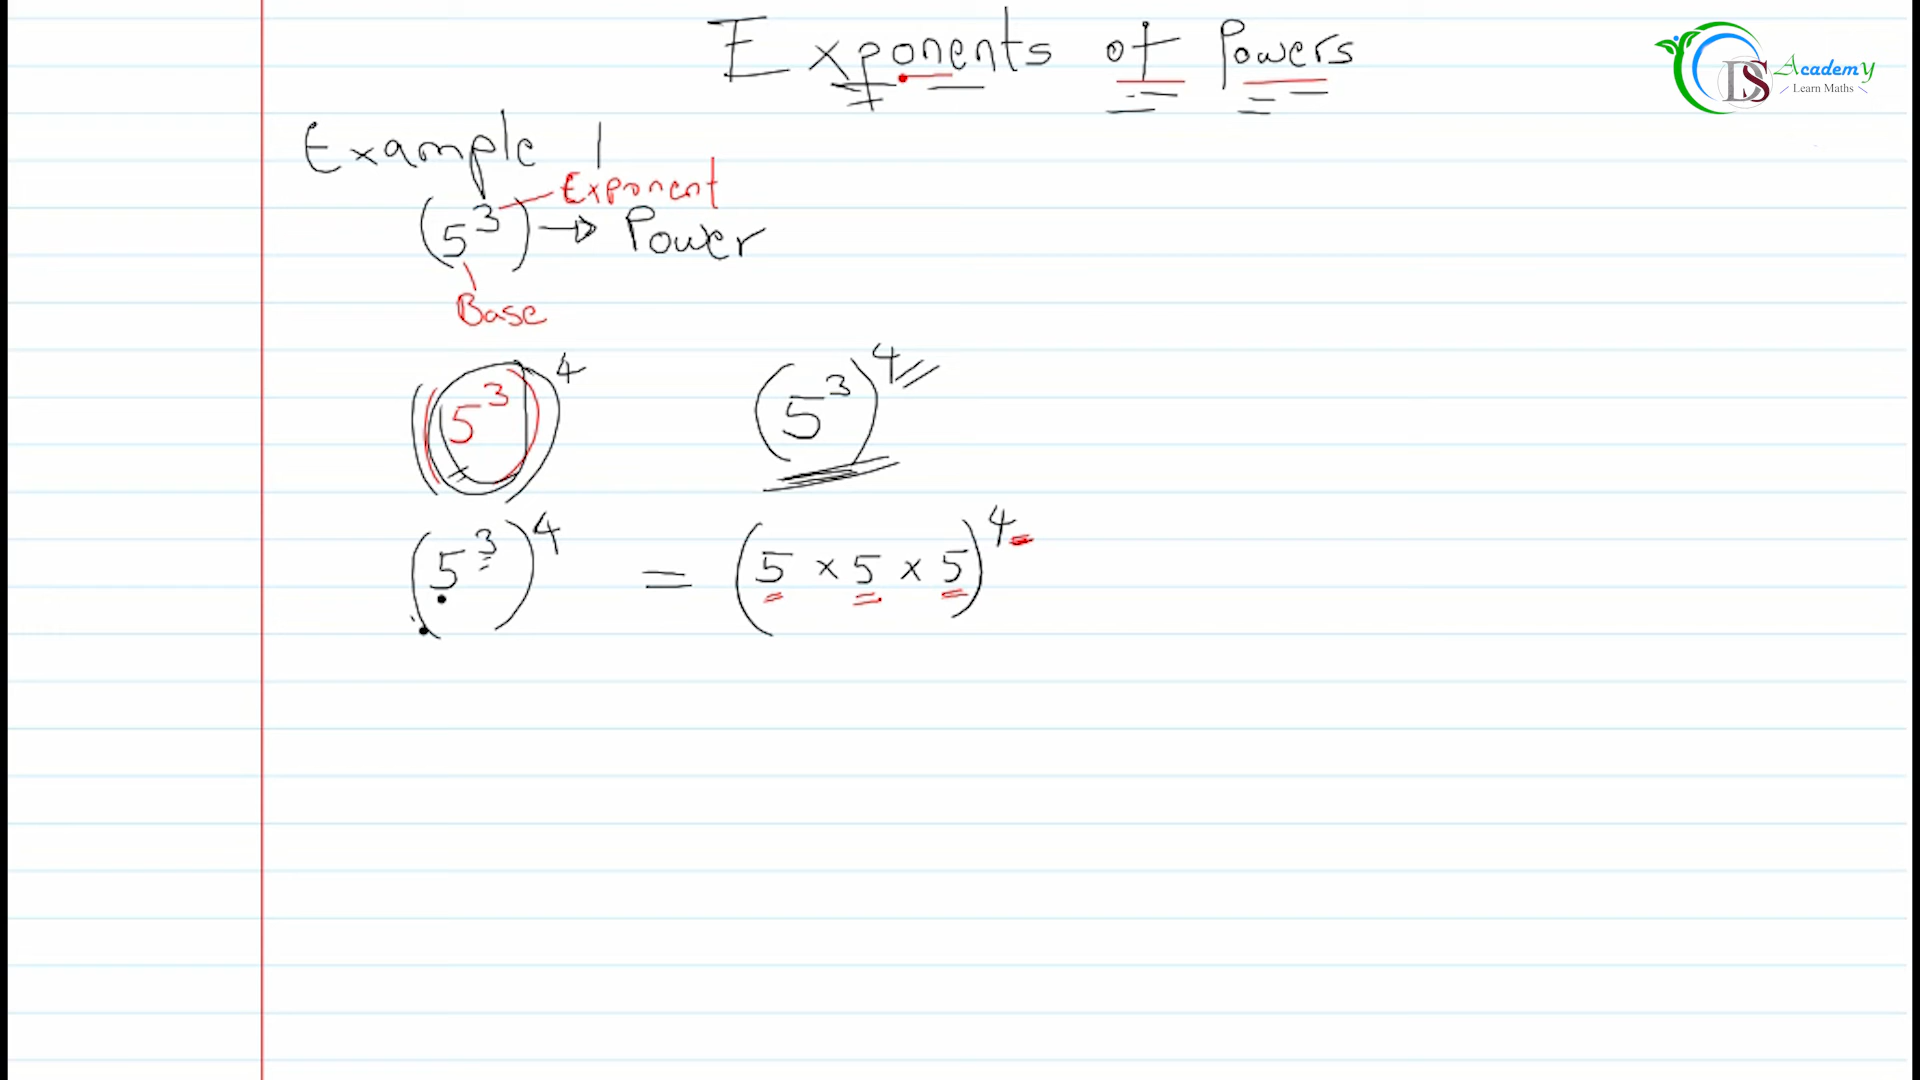 Exponents of Powers
DS Academy
Learn Maths
Example 1
Exponent
(5³) → Power
Base
(5³)⁴ (5³)⁴
(5³)⁴ = (5 × 5 × 5)⁴